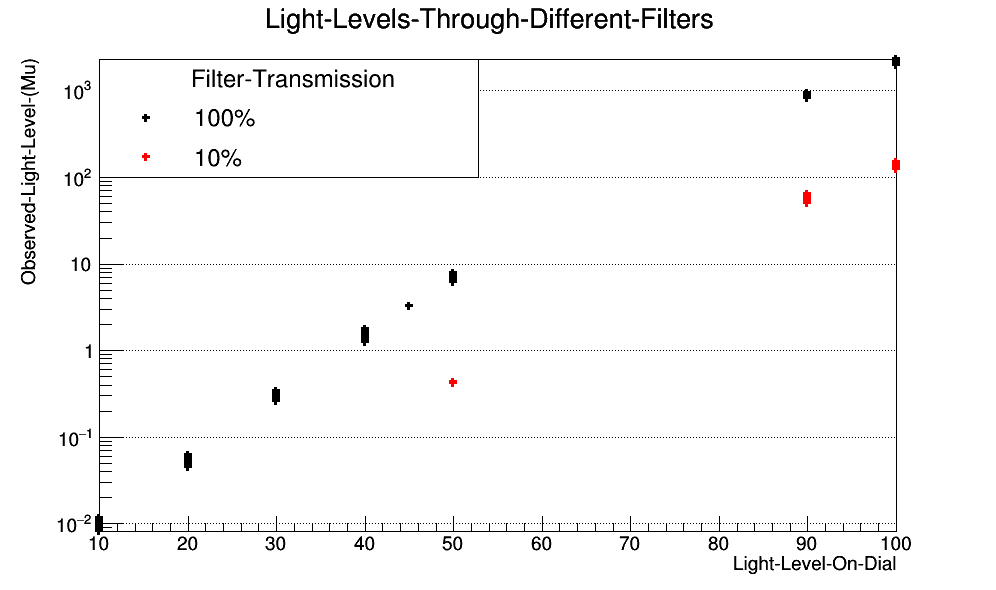 Light-Levels-Through-Different-Filters
Observed-Light-Level-(Mu)
Filter-Transmission
100%
10%
10³
10²
10
1
10⁻¹
10⁻²
10 20 30 40 50 60 70 80 90 100
Light-Level-On-Dial